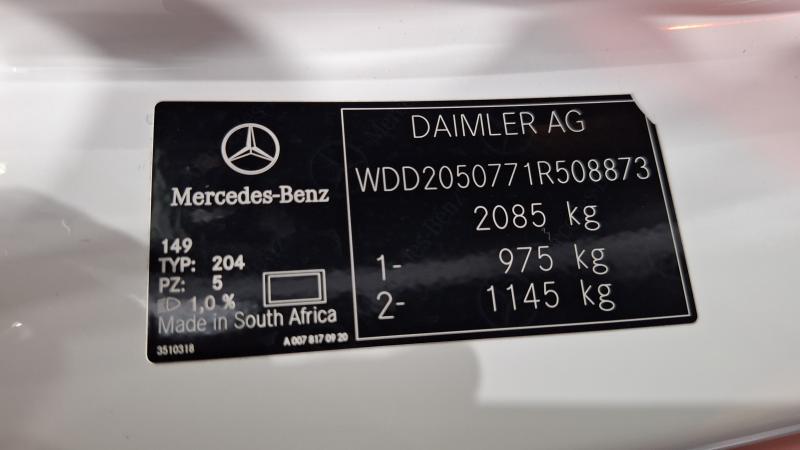 Mercedes-Benz
149
TYP: 204
PZ: 5
1,0 %
Made in South Africa
3510318
A 007 817 09 20
DAIMLER AG
WDD2050771R508873
2085 kg
1- 975 kg
2- 1145 kg